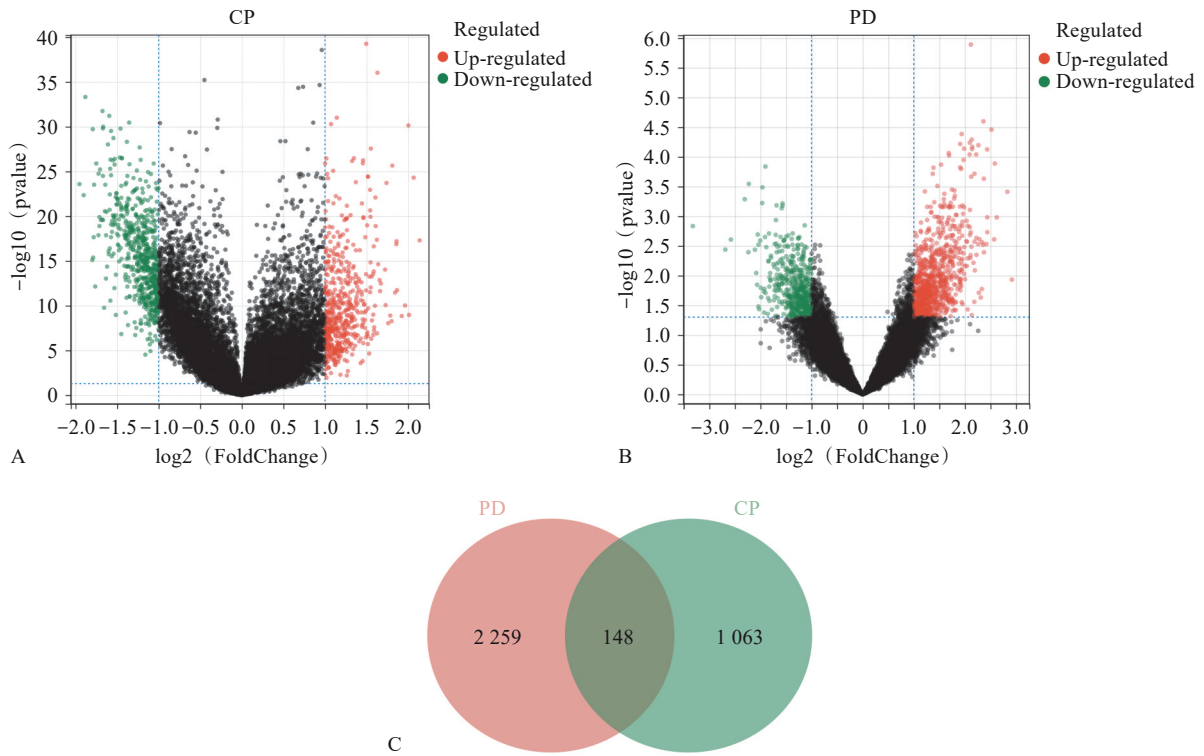 CP
Regulated
Up-regulated
Down-regulated
40
35
30
25
20
15
10
5
0
−log10（pvalue）
−2.0 −1.5 −1.0 −0.5 0.0 0.5 1.0 1.5 2.0
log2（FoldChange）
A
PD
Regulated
Up-regulated
Down-regulated
6.0
5.5
5.0
4.5
4.0
3.5
3.0
2.5
2.0
1.5
1.0
0.5
0.0
−log10（pvalue）
−3.0 −2.0 −1.0 0 1.0 2.0 3.0
log2（FoldChange）
B
PD CP
2 259 148 1 063
C